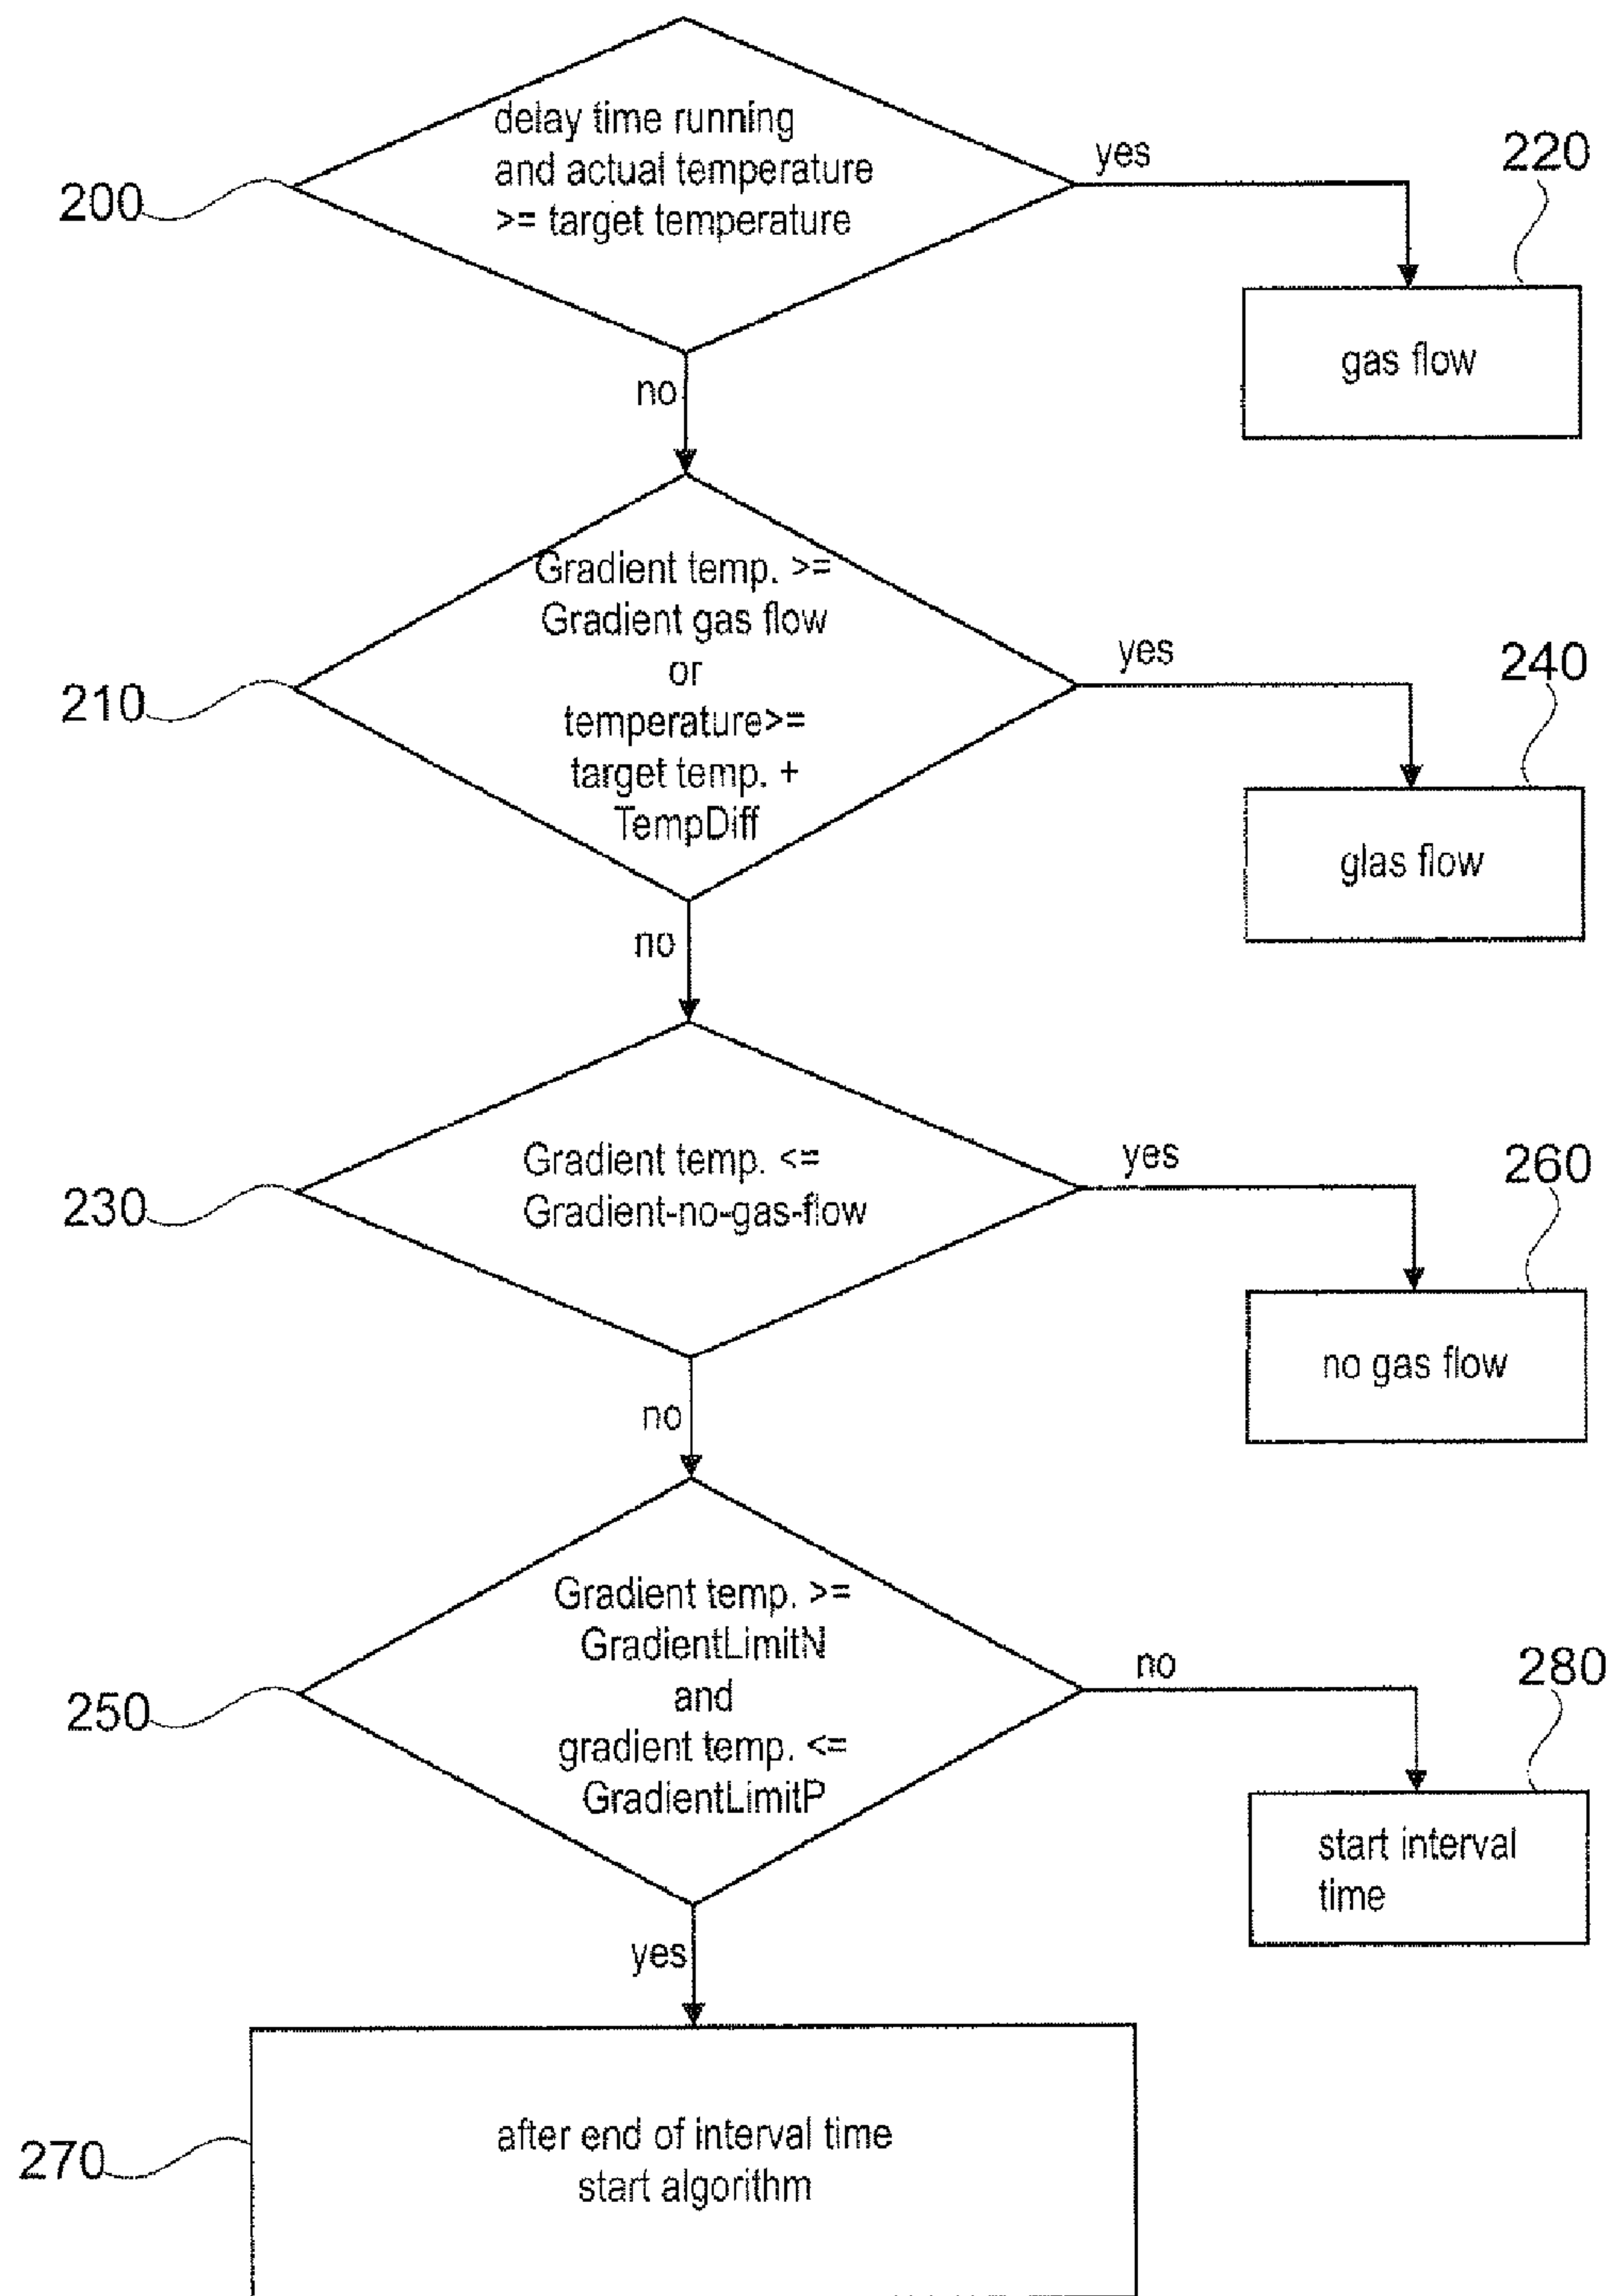 delay time running
and actual temperature
>= target temperature
200
yes
220
gas flow
no
Gradient temp. >=
Gradient gas flow
or
temperature>=
target temp. +
TempDiff
210
yes
240
glas flow
no
Gradient temp. <=
Gradient-no-gas-flow
230
yes
260
no gas flow
no
Gradient temp. >=
GradientLimitN
and
gradient temp. <=
GradientLimitP
250
no
280
start interval
time
yes
after end of interval time
start algorithm
270